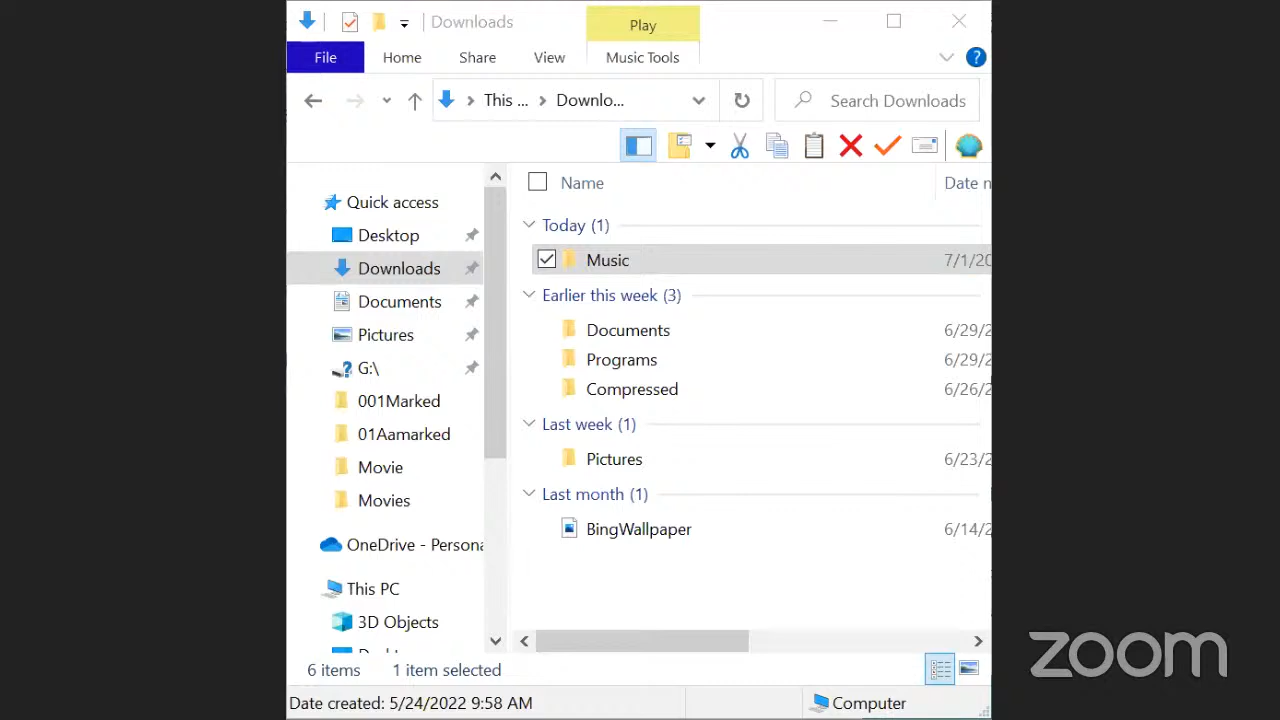 Downloads
Play
File
Home
Share
View
Music Tools
?
This ...
Downlo...
Search Downloads
Name
Date
Quick access
Desktop
Downloads
Documents
Pictures
G:\
001Marked
01Aamarked
Movie
Movies
OneDrive - Persona
This PC
3D Objects
Today (1)
Music
7/1/20
Earlier this week (3)
Documents
6/29/2
Programs
6/29/2
Compressed
6/26/2
Last week (1)
Pictures
6/23/2
Last month (1)
BingWallpaper
6/14/2
6 items
1 item selected
Date created: 5/24/2022 9:58 AM
Computer
zoom